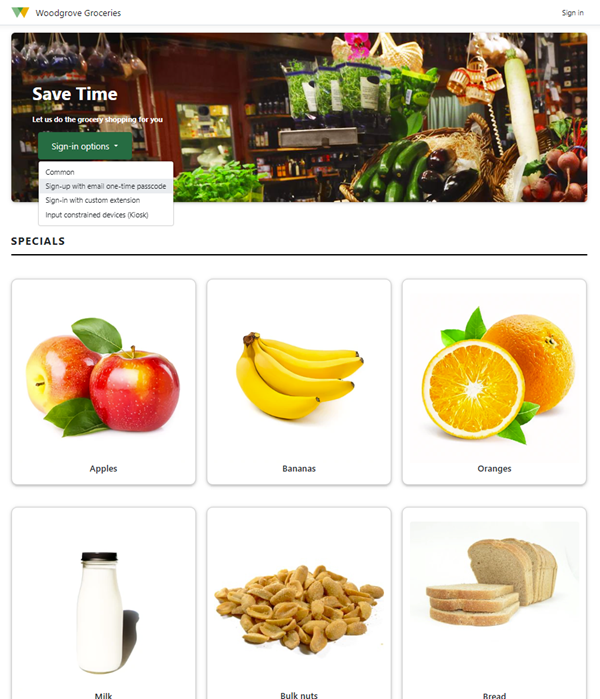 Woodgrove Groceries
Sign in
Save Time
Let us do the grocery shopping for you
Sign-in options
Common
Sign-up with email one-time passcode
Sign-in with custom extension
Input constrained devices (Kiosk)
SPECIALS
Apples
Bananas
Oranges
Milk
Bulk nuts
Bread